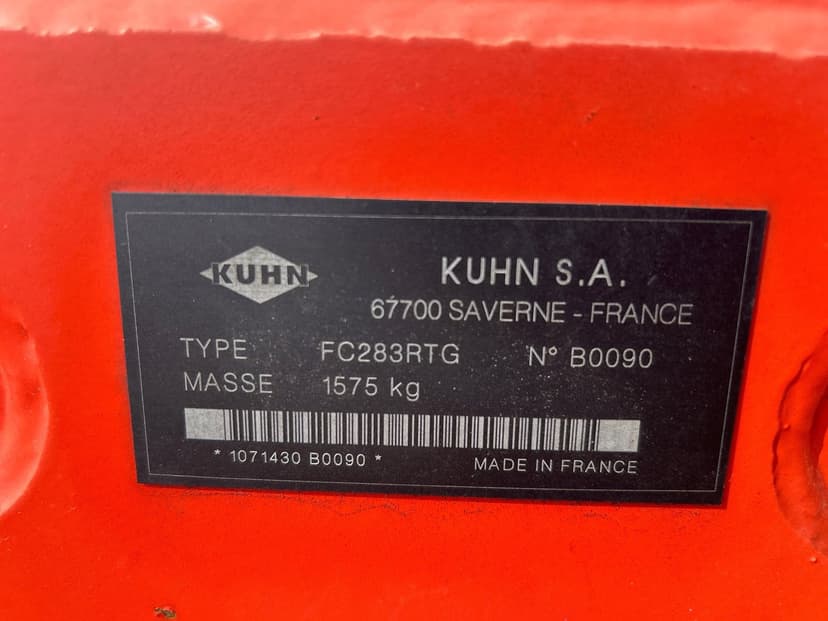 KUHN
KUHN S.A.
67700 SAVERNE - FRANCE
TYPE FC283RTG N° B0090
MASSE 1575 kg
* 1071430 B0090 *
MADE IN FRANCE